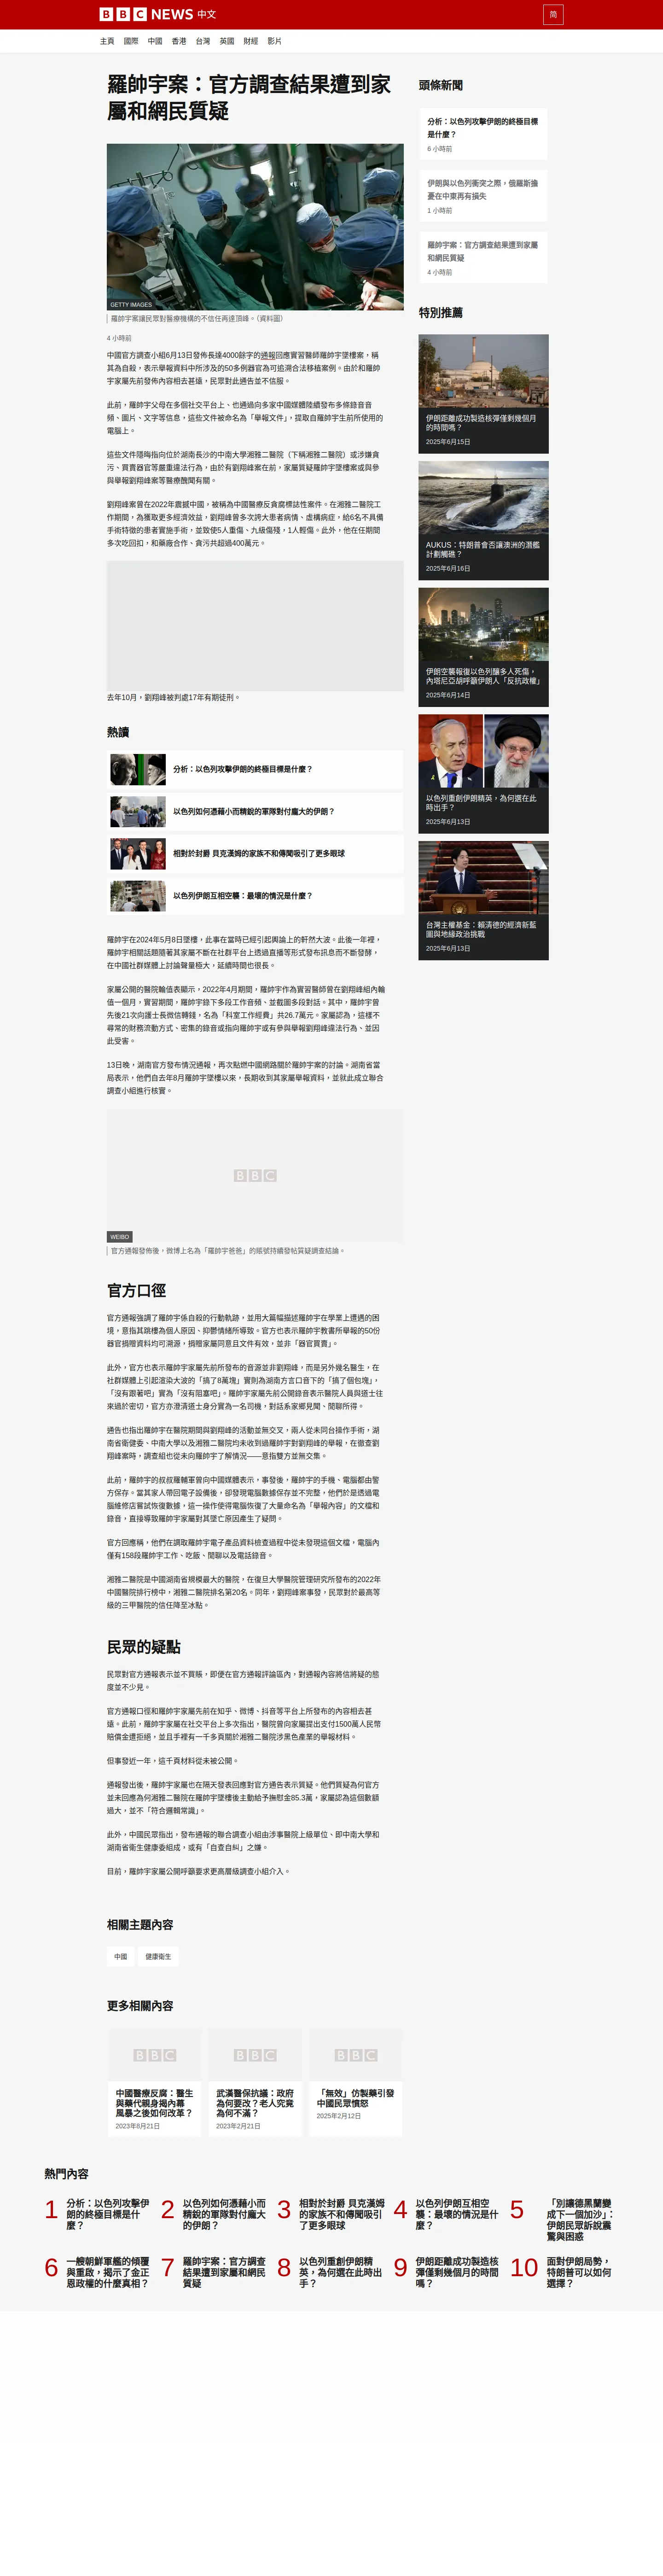 BBC NEWS 中文
简
主頁 國際 中國 香港 台灣 英國 財經 影片
羅帥宇案：官方調查結果遭到家
屬和網民質疑
GETTY IMAGES
羅帥宇案讓民眾對醫療機構的不信任再達頂峰。（資料圖）
4 小時前
中國官方調查小組6月13日發佈長達4000餘字的通報回應實習醫師羅帥宇墜樓案，稱
其為自殺，表示舉報資料中所涉及的50多例器官為可追溯合法移植案例。由於和羅帥
宇家屬先前發佈內容相去甚遠，民眾對此通告並不信服。
此前，羅帥宇父母在多個社交平台上、也通過向多家中國媒體陸續發布多條錄音音
頻、圖片、文字等信息，這些文件被命名為「舉報文件」，提取自羅帥宇生前所使用的
電腦上。
這些文件隱晦指向位於湖南長沙的中南大學湘雅二醫院（下稱湘雅二醫院）或涉嫌貪
污、買賣器官等嚴重違法行為，由於有劉翔峰案在前，家屬質疑羅帥宇墜樓案或與參
與舉報劉翔峰案等醫療醜聞有關。
劉翔峰案曾在2022年震撼中國，被稱為中國醫療反貪腐標誌性案件。在湘雅二醫院工
作期間，為獲取更多經濟效益，劉翔峰曾多次誇大患者病情、虛構病症，給6名不具備
手術特徵的患者實施手術，並致使5人重傷、九級傷殘，1人輕傷。此外，他在任期間
多次吃回扣，和藥廠合作、貪污共超過400萬元。
去年10月，劉翔峰被判處17年有期徒刑。
熱讀
分析：以色列攻擊伊朗的終極目標是什麼？
以色列如何憑藉小而精銳的軍隊對付龐大的伊朗？
相對於封爵 貝克漢姆的家族不和傳聞吸引了更多眼球
以色列伊朗互相空襲：最壞的情況是什麼？
羅帥宇在2024年5月8日墜樓，此事在當時已經引起輿論上的軒然大波。此後一年裡，
羅帥宇相關話題隨著其家屬不斷在社群平台上透過直播等形式發布訊息而不斷發酵，
在中國社群媒體上討論聲量極大，延續時間也很長。
家屬公開的醫院輪值表顯示，2022年4月期間，羅帥宇作為實習醫師曾在劉翔峰組內輪
值一個月，實習期間，羅帥宇錄下多段工作音頻、並截圖多段對話。其中，羅帥宇曾
先後21次向護士長微信轉錢，名為「科室工作經費」共26.7萬元。家屬認為，這樣不
尋常的財務流動方式、密集的錄音或指向羅帥宇或有參與舉報劉翔峰違法行為、並因
此受害。
13日晚，湖南官方發布情況通報，再次點燃中國網路關於羅帥宇案的討論。湖南省當
局表示，他們自去年8月羅帥宇墜樓以來，長期收到其家屬舉報資料，並就此成立聯合
調查小組進行核實。
BBC
WEIBO
官方通報發佈後，微博上名為「羅帥宇爸爸」的賬號持續發帖質疑調查結論。
官方口徑
官方通報強調了羅帥宇係自殺的行動軌跡，並用大篇幅描述羅帥宇在學業上遭遇的困
境，意指其跳樓為個人原因、抑鬱情緒所導致。官方也表示羅帥宇教書所舉報的50份
器官捐贈資料均可溯源，捐贈家屬同意且文件有效，並非「器官買賣」。
此外，官方也表示羅帥宇家屬先前所發布的音源並非劉翔峰，而是另外幾名醫生，在
社群媒體上引起渲染大波的「搞了8萬塊」實則為湖南方言口音下的「搞了個包塊」，
「沒有跟著吧」實為「沒有阻塞吧」。羅帥宇家屬先前公開錄音表示醫院人員與道士往
來過於密切，官方亦澄清道士身分實為一名司機，對話系家鄉見聞、閒聊所得。
通告也指出羅帥宇在醫院期間與劉翔峰的活動並無交叉，兩人從未同台操作手術，湖
南省衛健委、中南大學以及湘雅二醫院均未收到過羅帥宇對劉翔峰的舉報，在徹查劉
翔峰案時，調查組也從未向羅帥宇了解情況——意指雙方並無交集。
此前，羅帥宇的叔叔羅輔軍曾向中國媒體表示，事發後，羅帥宇的手機、電腦都由警
方保存。當其家人帶回電子設備後，卻發現電腦數據保存並不完整，他們於是透過電
腦維修店嘗試恢復數據，這一操作使得電腦恢復了大量命名為「舉報內容」的文檔和
錄音，直接導致羅帥宇家屬對其墜亡原因產生了疑問。
官方回應稱，他們在調取羅帥宇電子產品資料檢查過程中從未發現這個文檔，電腦內
僅有158段羅帥宇工作、吃飯、閒聊以及電話錄音。
湘雅二醫院是中國湖南省規模最大的醫院，在復旦大學醫院管理研究所發布的2022年
中國醫院排行榜中，湘雅二醫院排名第20名。同年，劉翔峰案事發，民眾對於最高等
級的三甲醫院的信任降至冰點。
民眾的疑點
民眾對官方通報表示並不買賬，即便在官方通報評論區內，對通報內容將信將疑的態
度並不少見。
官方通報口徑和羅帥宇家屬先前在知乎、微博、抖音等平台上所發布的內容相去甚
遠。此前，羅帥宇家屬在社交平台上多次指出，醫院曾向家屬提出支付1500萬人民幣
賠償金遭拒絕，並且手裡有一千多頁關於湘雅二醫院涉黑色產業的舉報材料。
但事發近一年，這千頁材料從未被公開。
通報發出後，羅帥宇家屬也在隔天發表回應對官方通告表示質疑。他們質疑為何官方
並未回應為何湘雅二醫院在羅帥宇墜樓後主動給予撫慰金85.3萬，家屬認為這個數額
過大，並不「符合邏輯常識」。
此外，中國民眾指出，發布通報的聯合調查小組由涉事醫院上級單位、即中南大學和
湖南省衛生健康委組成，或有「自查自糾」之嫌。
目前，羅帥宇家屬公開呼籲要求更高層級調查小組介入。
相關主題內容
中國
健康衛生
更多相關內容
BBC
BBC
BBC
中國醫療反腐：醫生
與藥代親身揭內幕
風暴之後如何改革？
2023年8月21日
武漢醫保抗議：政府
為何要改？老人究竟
為何不滿？
2023年2月21日
「無效」仿製藥引發
中國民眾憤怒
2025年2月12日
頭條新聞
分析：以色列攻擊伊朗的終極目標
是什麼？
6 小時前
伊朗與以色列衝突之際，俄羅斯擔
憂在中東再有損失
1 小時前
羅帥宇案：官方調查結果遭到家屬
和網民質疑
4 小時前
特別推薦
伊朗距離成功製造核彈僅剩幾個月
的時間嗎？
2025年6月15日
AUKUS：特朗普會否讓澳洲的潛艦
計劃觸礁？
2025年6月16日
伊朗空襲報復以色列釀多人死傷，
內塔尼亞胡呼籲伊朗人「反抗政權」
2025年6月14日
以色列重創伊朗精英，為何選在此
時出手？
2025年6月13日
台灣主權基金：賴清德的經濟新藍
圖與地緣政治挑戰
2025年6月13日
熱門內容
1 分析：以色列攻擊伊
朗的終極目標是什
麼？
2 以色列如何憑藉小而
精銳的軍隊對付龐大
的伊朗？
3 相對於封爵 貝克漢姆
的家族不和傳聞吸引
了更多眼球
4 以色列伊朗互相空
襲：最壞的情況是什
麼？
5 「別讓德黑蘭變
成下一個加沙」：
伊朗民眾訴說震
驚與困惑
6 一艘朝鮮軍艦的傾覆
與重啟，揭示了金正
恩政權的什麼真相？
7 羅帥宇案：官方調查
結果遭到家屬和網民
質疑
8 以色列重創伊朗精
英，為何選在此時出
手？
9 伊朗距離成功製造核
彈僅剩幾個月的時間
嗎？
10 面對伊朗局勢，
特朗普可以如何
選擇？